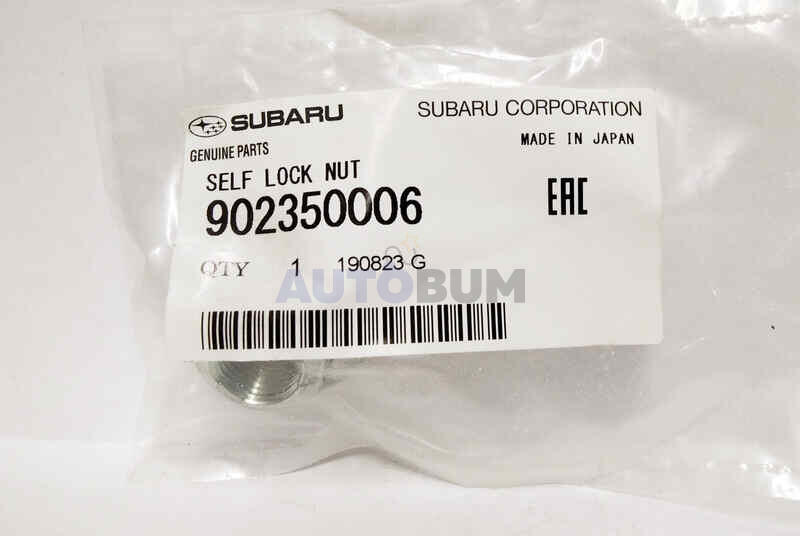 SUBARU
SUBARU CORPORATION
GENUINE PARTS
MADE IN JAPAN
SELF LOCK NUT
902350006
EAC
QTY 1 190823 G
AUTOBUM